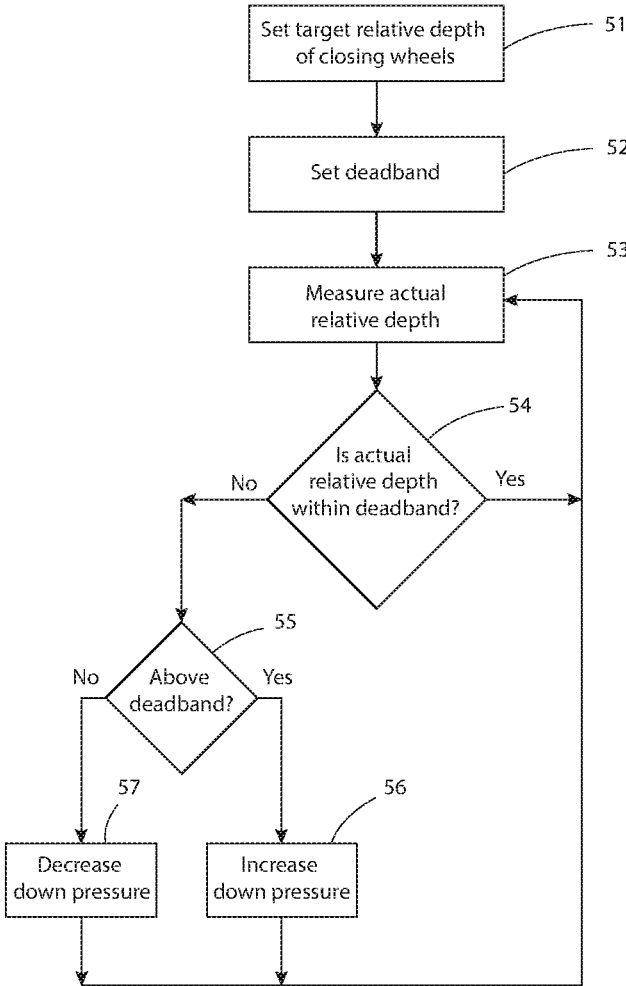 Set target relative depth
of closing wheels
51
Set deadband
52
53
Measure actual
relative depth
54
Is actual
relative depth
within deadband?
No
Yes
55
Above
deadband?
No
Yes
57
56
Decrease
down pressure
Increase
down pressure